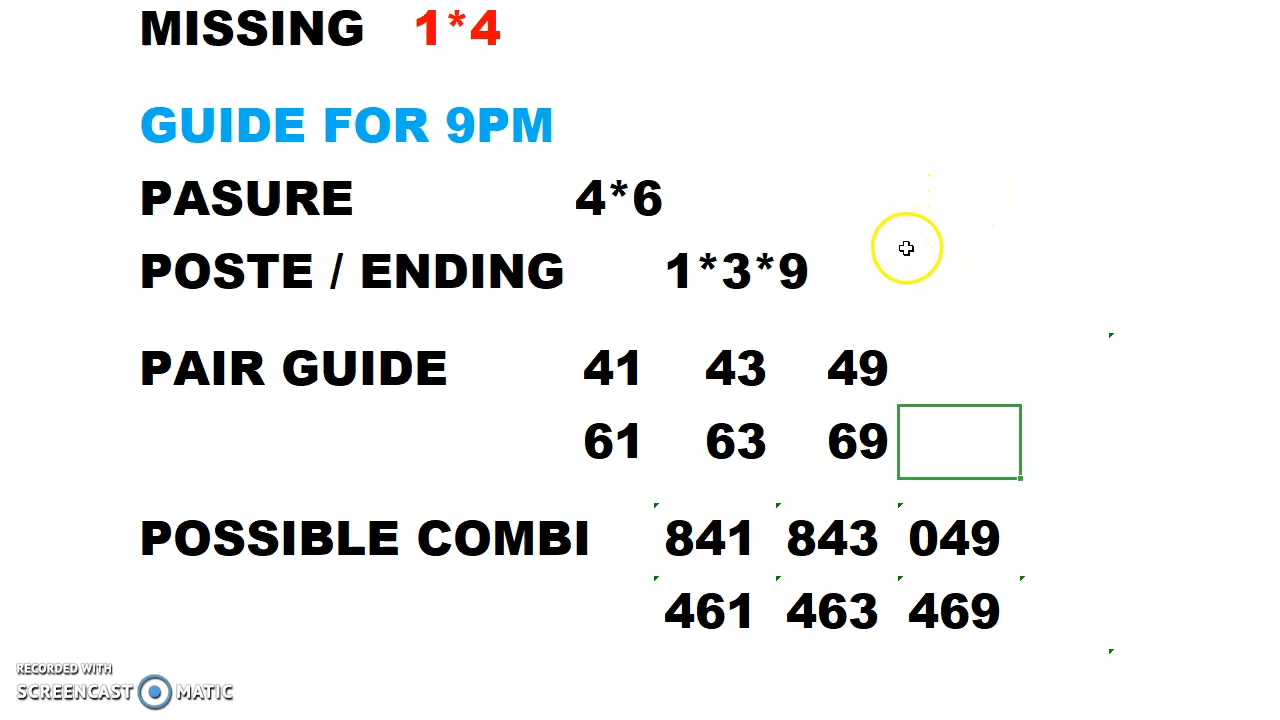 MISSING 1*4
GUIDE FOR 9PM
PASURE 4*6
POSTE / ENDING 1*3*9
PAIR GUIDE 41 43 49
61 63 69
POSSIBLE COMBI 841 843 049
461 463 469
RECORDED WITH
SCREENCAST MATIC